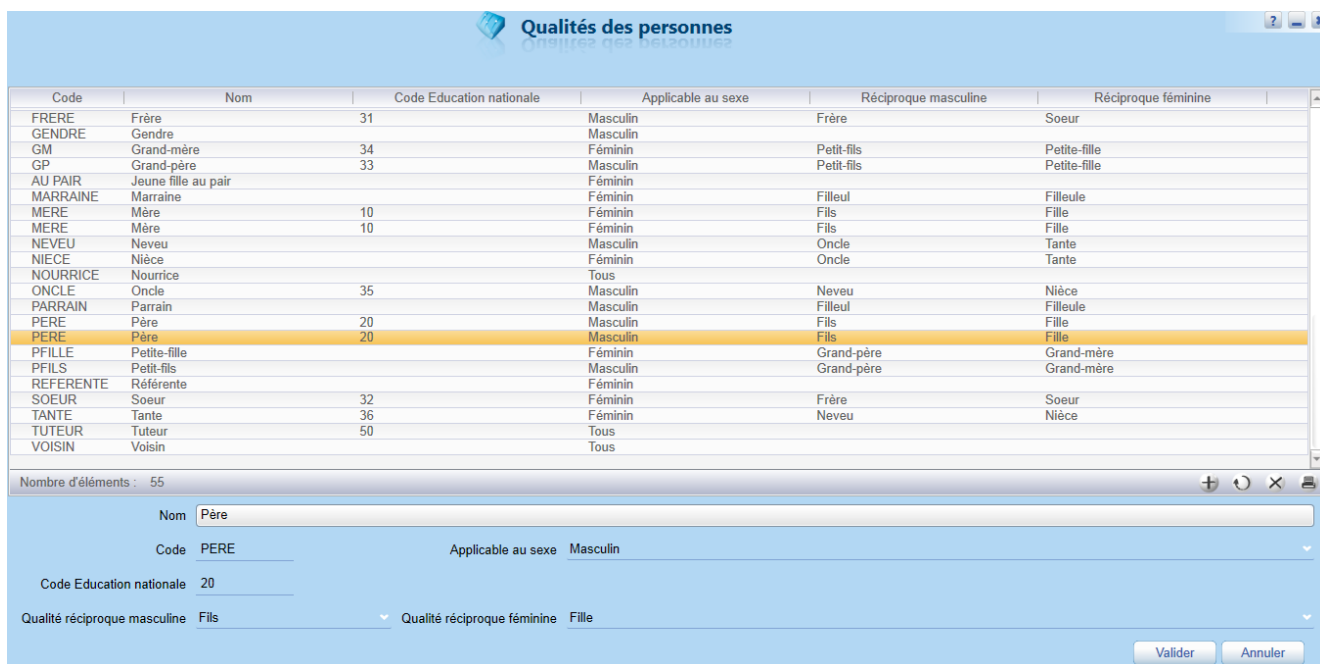 Qualités des personnes
?
Code Nom Code Education nationale Applicable au sexe Réciproque masculine Réciproque féminine
FRERE Frère 31 Masculin Frère Soeur
GENDRE Gendre Masculin
GM Grand-mère 34 Féminin Petit-fils Petite-fille
GP Grand-père 33 Masculin Petit-fils Petite-fille
AU PAIR Jeune fille au pair Féminin
MARRAINE Marraine Féminin Filleul Filleule
MERE Mère 10 Féminin Fils Fille
MERE Mère 10 Féminin Fils Fille
NEVEU Neveu Masculin Oncle Tante
NIECE Nièce Féminin Oncle Tante
NOURRICE Nourrice Tous
ONCLE Oncle 35 Masculin Neveu Nièce
PARRAIN Parrain Masculin Filleul Filleule
PERE Père 20 Masculin Fils Fille
PERE Père 20 Masculin Fils Fille
PFILLE Petite-fille Féminin Grand-père Grand-mère
PFILS Petit-fils Masculin Grand-père Grand-mère
REFERENTE Référente Féminin
SOEUR Soeur 32 Féminin Frère Soeur
TANTE Tante 36 Féminin Neveu Nièce
TUTEUR Tuteur 50 Tous
VOISIN Voisin Tous
Nombre d'éléments : 55
Nom Père
Code PERE Applicable au sexe Masculin
Code Education nationale 20
Qualité réciproque masculine Fils Qualité réciproque féminine Fille
Valider Annuler